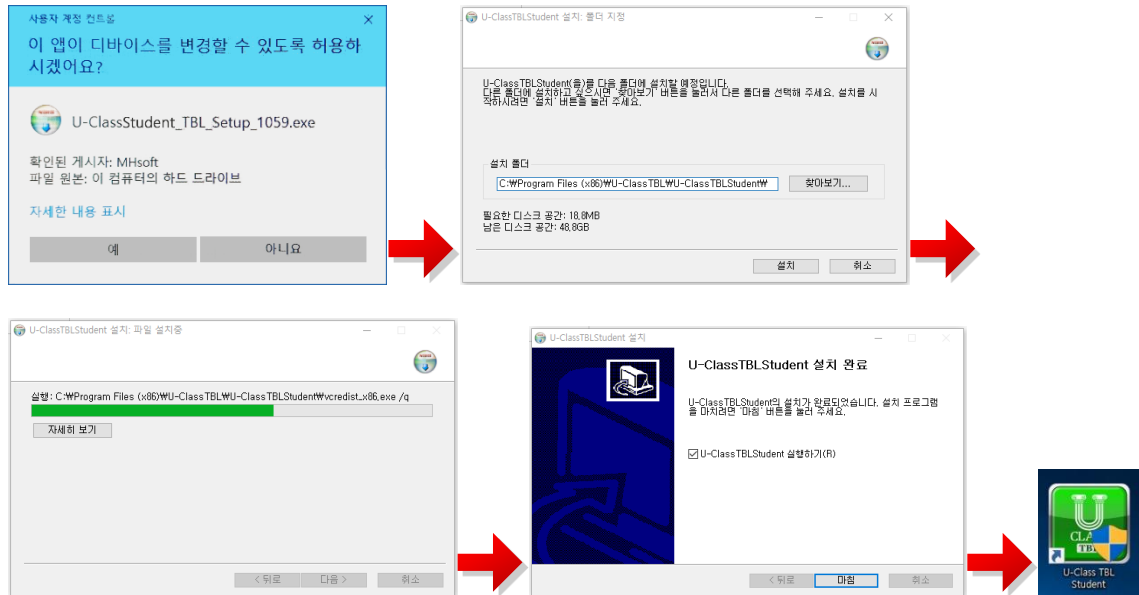 사용자 계정 컨트롤
이 앱이 디바이스를 변경할 수 있도록 허용하
시겠어요?
U-ClassStudent_TBL_Setup_1059.exe
확인된 게시자: MHsoft
파일 원본: 이 컴퓨터의 하드 드라이브
자세한 내용 표시
예
아니요
U-ClassTBLStudent 설치: 폴더 지정
U-ClassTBLStudent(을)를 다음 폴더에 설치할 예정입니다.
다른 폴더에 설치하고 싶으시면 '찾아보기' 버튼을 눌러서 다른 폴더를 선택해 주세요. 설치를 시
작하시려면 '설치' 버튼을 눌러 주세요.
설치 폴더
C:₩Program Files (x86)₩U-ClassTBL₩U-ClassTBLStudent₩
찾아보기...
필요한 디스크 공간: 18.8MB
남은 디스크 공간: 48.8GB
설치
취소
U-ClassTBLStudent 설치: 파일 설치중
실행: C:₩Program Files (x86)₩U-ClassTBL₩U-ClassTBLStudent₩vcredist_x86.exe /q
자세히 보기
< 뒤로
다음 >
취소
U-ClassTBLStudent 설치
U-ClassTBLStudent 설치 완료
U-ClassTBLStudent의 설치가 완료되었습니다. 설치 프로그램
을 마치려면 '마침' 버튼을 눌러 주세요.
U-ClassTBLStudent 실행하기(R)
< 뒤로
마침
취소
U-Class TBL
Student